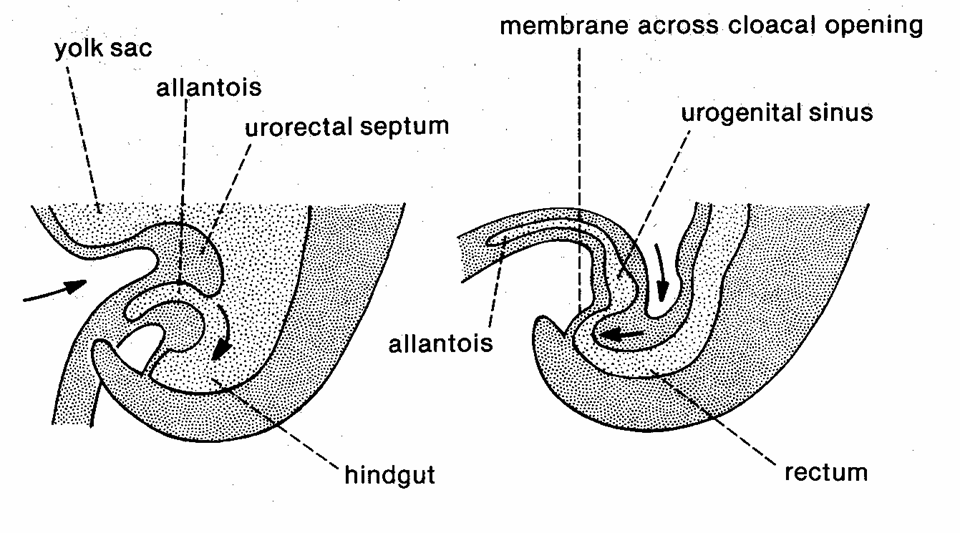 yolk sac
allantois
urorectal septum
hindgut
membrane across cloacal opening
urogenital sinus
allantois
rectum